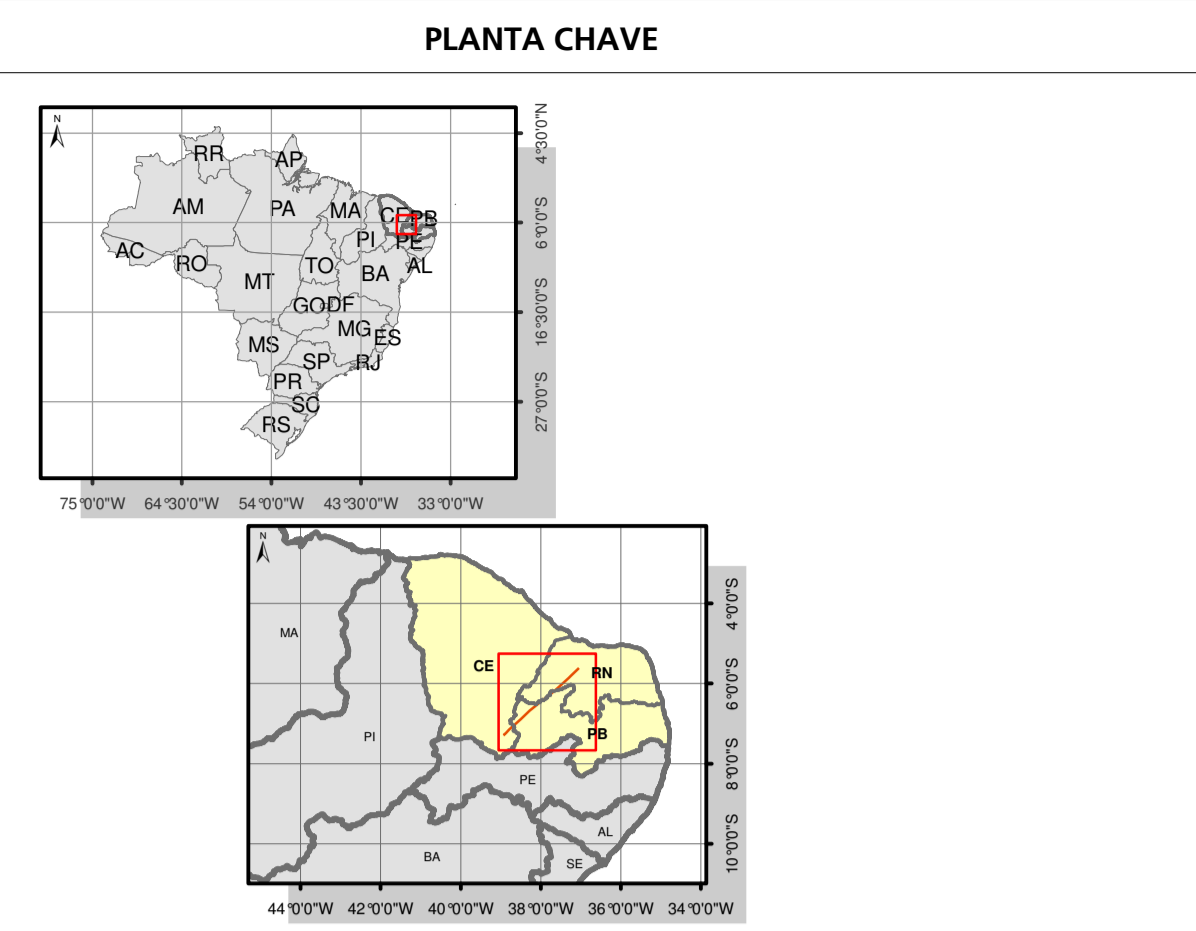 PLANTA CHAVE
N
RR
AP
AM
PA
MA
CE
PB
PI
PE
AC
RO
TO
AL
MT
BA
GO
DF
MG
ES
MS
SP
RJ
PR
SC
RS
4°30'0"N
6°0'0"S
16°30'0"S
27°0'0"S
75°0'0"W 64°30'0"W 54°0'0"W 43°30'0"W 33°0'0"W
N
MA
CE
RN
PI
PB
PE
AL
BA
SE
4°0'0"S
6°0'0"S
8°0'0"S
10°0'0"S
44°0'0"W 42°0'0"W 40°0'0"W 38°0'0"W 36°0'0"W 34°0'0"W